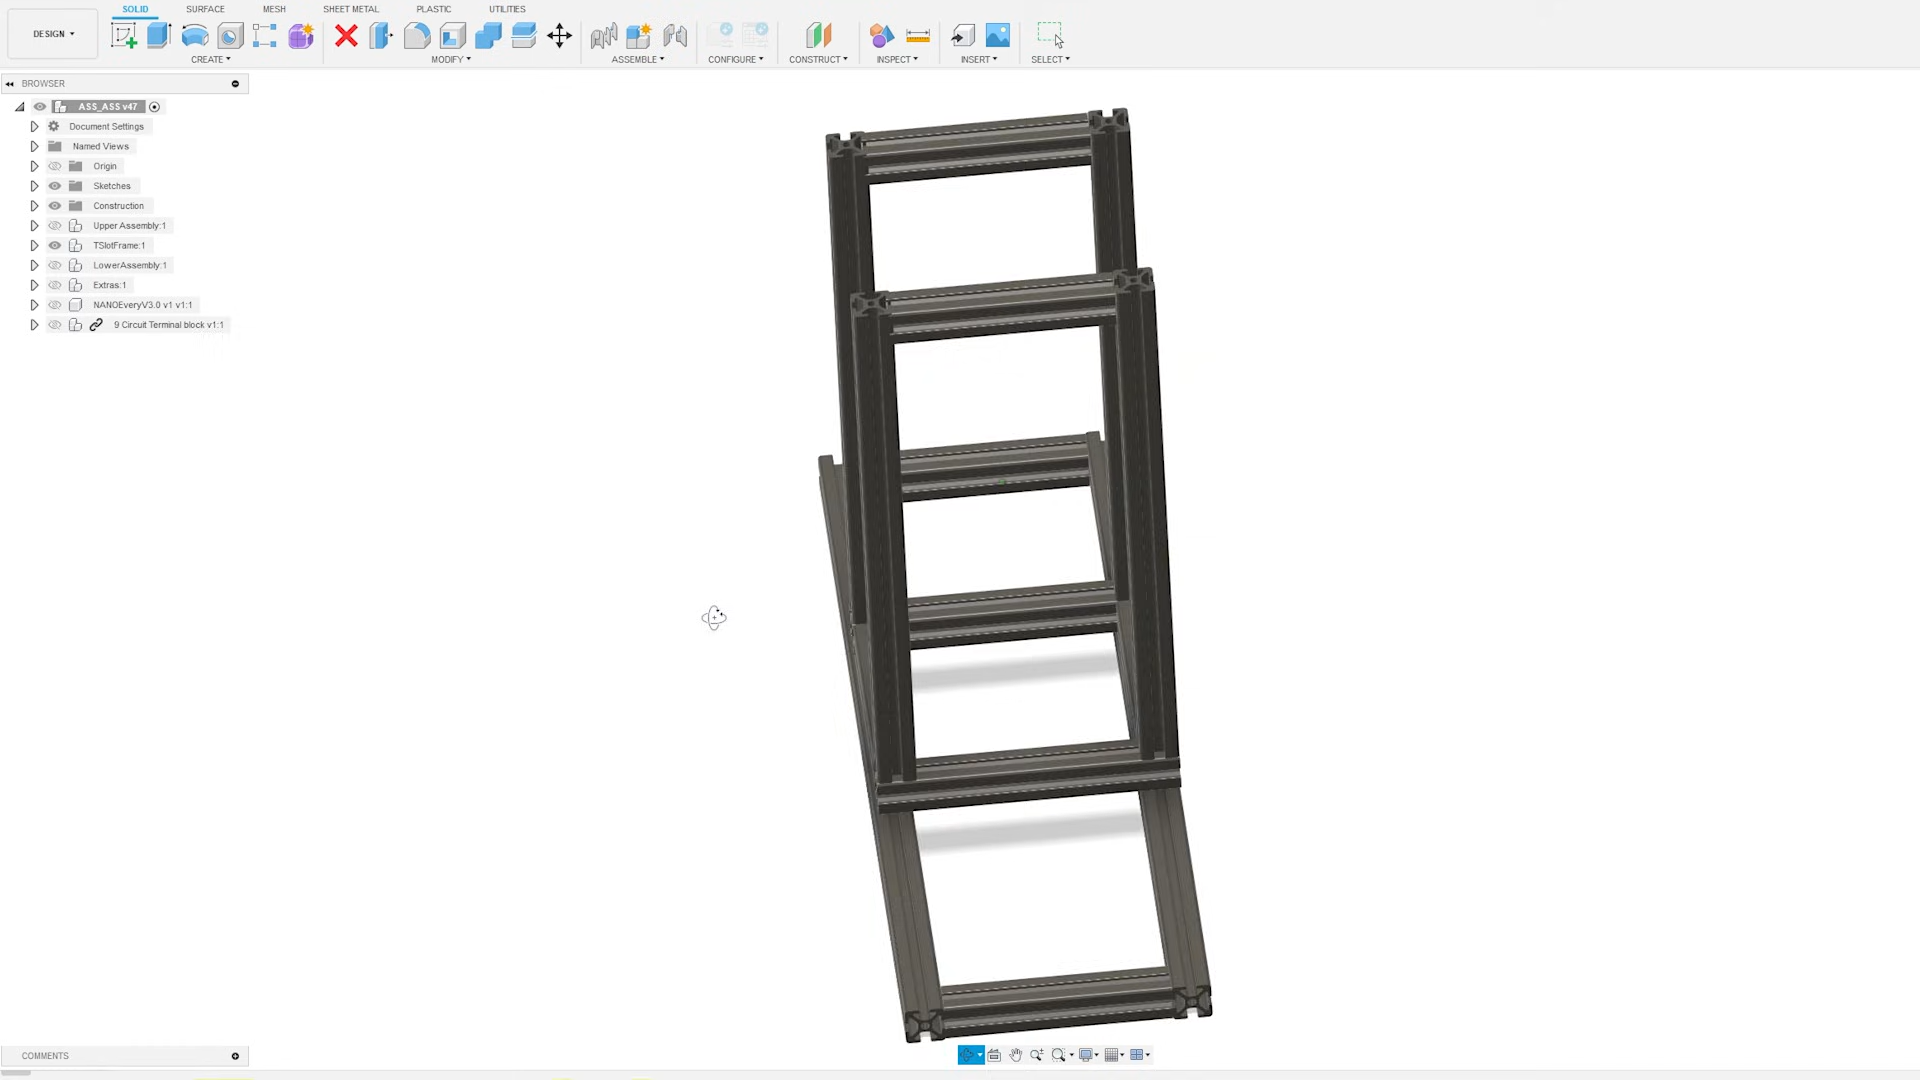 SOLID SURFACE MESH SHEET METAL PLASTIC UTILITIES
DESIGN
CREATE MODIFY ASSEMBLE CONFIGURE CONSTRUCT INSPECT INSERT SELECT
BROWSER
ASS_ASS v47
Document Settings
Named Views
Origin
Sketches
Construction
Upper Assembly:1
TSlotFrame:1
LowerAssembly:1
Extras:1
NANOEveryV3.0 v1 v1:1
9 Circuit Terminal block v1:1
COMMENTS